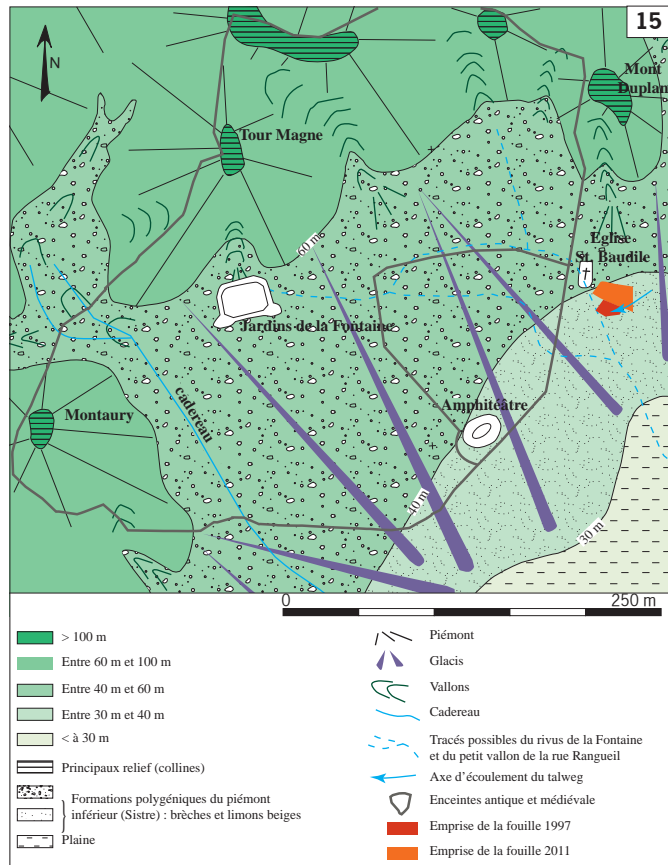 15
N
Mont
Duplan
Tour Magne
60 m
Eglise
St. Baudile
Jardins de la Fontaine
cadereau
Amphitéâtre
Montaury
40 m
30 m
0
250 m
> 100 m
Entre 60 m et 100 m
Entre 40 m et 60 m
Entre 30 m et 40 m
< à 30 m
Principaux relief (collines)
Formations polygéniques du piémont
inférieur (Sistre) : brèches et limons beiges
Plaine
Piémont
Glacis
Vallons
Cadereau
Tracés possibles du rivus de la Fontaine
et du petit vallon de la rue Rangueil
Axe d'écoulement du talweg
Enceintes antique et médiévale
Emprise de la fouille 1997
Emprise de la fouille 2011